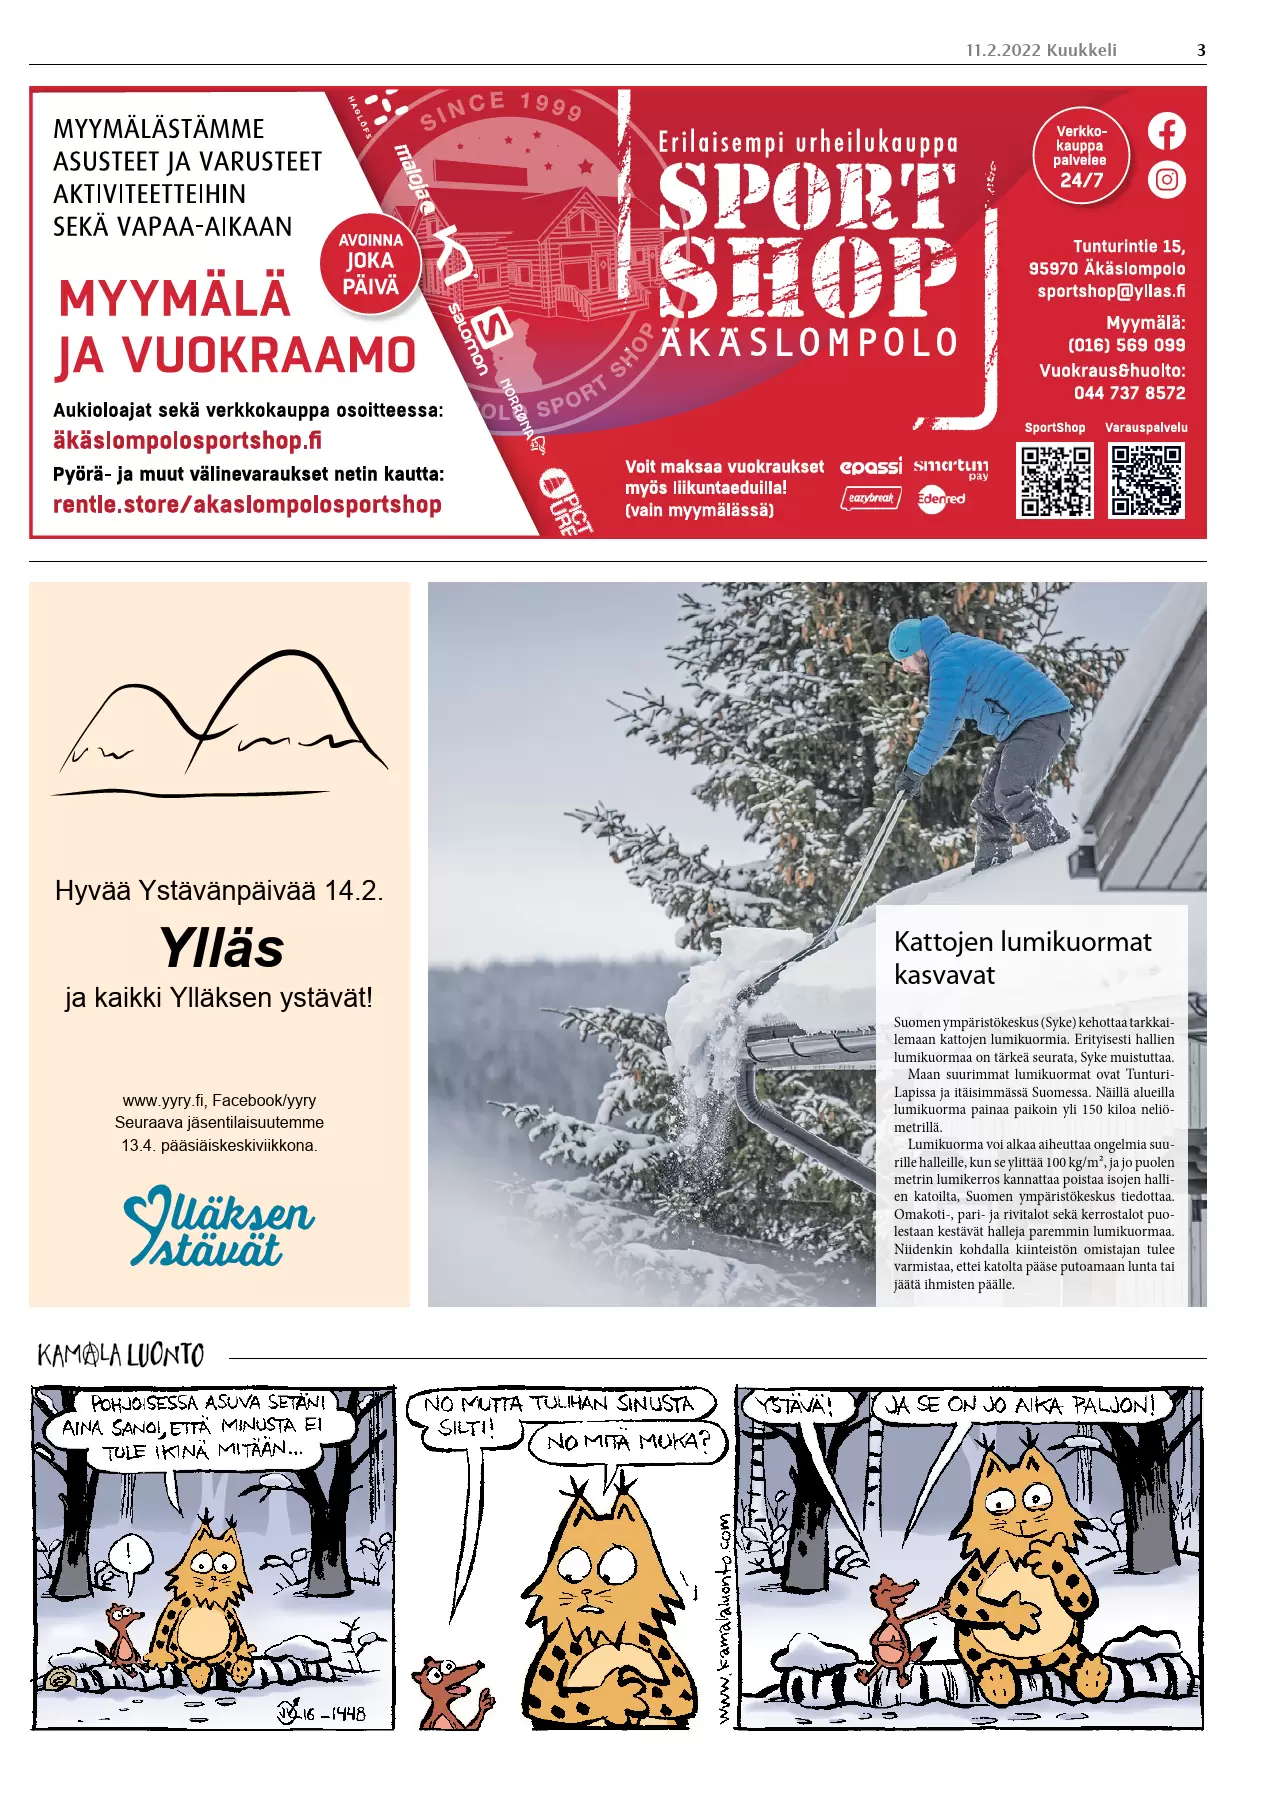 11.2.2022 Kuukkeli 3
MYYMÄLÄSTÄMME
ASUSTEET JA VARUSTEET
AKTIVITEETTEIHIN
SEKÄ VAPAA-AIKAAN
AVOINNA
JOKA
PÄIVÄ
MYYMÄLÄ
JA VUOKRAAMO
Aukioloajat sekä verkkokauppa osoitteessa:
äkäslompolosportshop.fi
Pyörä- ja muut välinevaraukset netin kautta:
rentle.store/akaslompolosportshop
HAGLÖFS
maloja
salomon
NORRØNA
PICT
URE
SINCE 1999
OLO SPORT SHOP
Erilaisempi urheilukauppa
SPORT
SHOP
ÄKÄSLOMPOLO
Voit maksaa vuokraukset
myös liikuntaeduilla!
(vain myymälässä)
epassi
smartum
pay
eazybreak
Edenred
Verkko-
kauppa
palvelee
24/7
Tunturintie 15,
95970 Äkäslompolo
sportshop@yllas.fi
Myymälä:
(016) 569 099
Vuokraus&huolto:
044 737 8572
SportShop Varauspalvelu
Hyvää Ystävänpäivää 14.2.
Ylläs
ja kaikki Ylläksen ystävät!
www.yyry.fi, Facebook/yyry
Seuraava jäsentilaisuutemme
13.4. pääsiäiskeskiviikkona.
Ylläksen
Ystävät
Kattojen lumikuormat
kasvavat
Suomen ympäristökeskus (Syke) kehottaa tarkkai-
lemaan kattojen lumikuormia. Erityisesti hallien
lumikuormaa on tärkeä seurata, Syke muistuttaa.
Maan suurimmat lumikuormat ovat Tunturi-
Lapissa ja itäisimmässä Suomessa. Näillä alueilla
lumikuorma painaa paikoin yli 150 kiloa neliö-
metrillä.
Lumikuorma voi alkaa aiheuttaa ongelmia suu-
rille halleille, kun se ylittää 100 kg/m², ja jo puolen
metrin lumikerros kannattaa poistaa isojen halli-
en katoilta, Suomen ympäristökeskus tiedottaa.
Omakoti-, pari- ja rivitalot sekä kerrostalot puo-
lestaan kestävät halleja paremmin lumikuormaa.
Niidenkin kohdalla kiinteistön omistajan tulee
varmistaa, ettei katolta pääse putoamaan lunta tai
jäätä ihmisten päälle.
KAMALA LUONTO
POHJOISESSA ASUVA SETÄNI
AINA SANOI, ETTÄ MINUSTA EI
TULE IKINÄ MITÄÄN...
!
16-1448
NO MUTTA TULIHAN SINUSTA
SILTI!
NO MITÄ MUKA?
www.kamalaluonto.com
YSTÄVÄ!
JA SE ON JO AIKA PALJON!